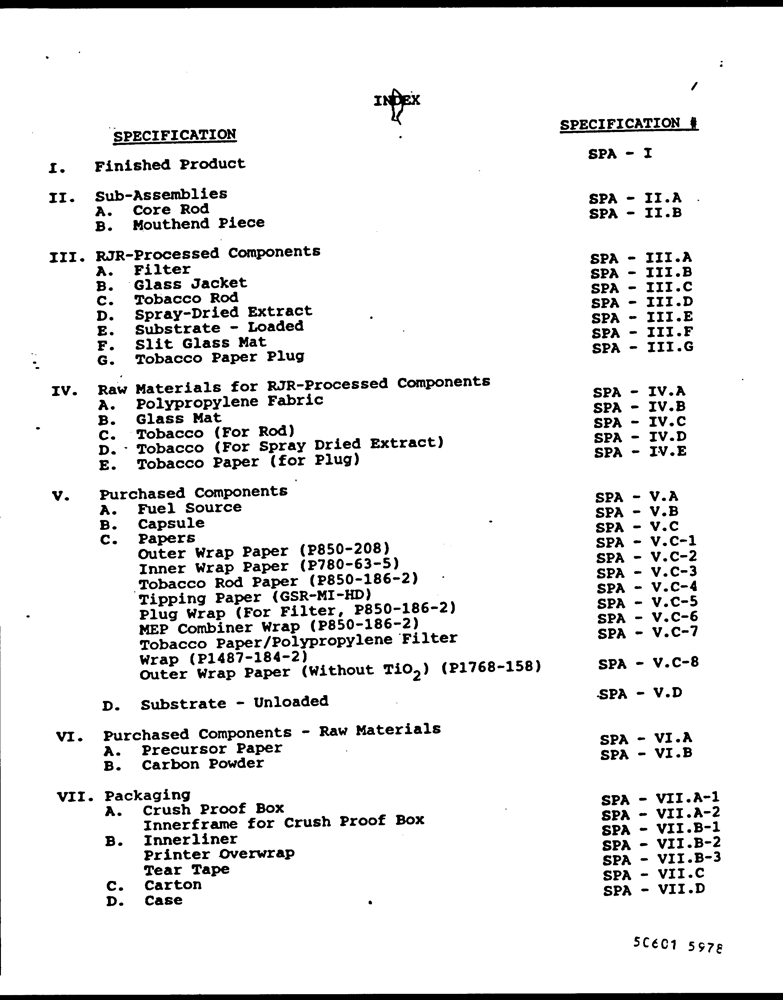 INDEX
SPECIFICATION SPECIFICATION #
I. Finished Product SPA - I
II. Sub-Assemblies
A. Core Rod SPA - II.A
B. Mouthend Piece SPA - II.B
III. RJR-Processed Components
A. Filter SPA - III.A
B. Glass Jacket SPA - III.B
C. Tobacco Rod SPA - III.C
D. Spray-Dried Extract SPA - III.D
E. Substrate - Loaded SPA - III.E
F. Slit Glass Mat SPA - III.F
G. Tobacco Paper Plug SPA - III.G
IV. Raw Materials for RJR-Processed Components
A. Polypropylene Fabric SPA - IV.A
B. Glass Mat SPA - IV.B
C. Tobacco (For Rod) SPA - IV.C
D. Tobacco (For Spray Dried Extract) SPA - IV.D
E. Tobacco Paper (for Plug) SPA - IV.E
V. Purchased Components
A. Fuel Source SPA - V.A
B. Capsule SPA - V.B
C. Papers SPA - V.C
Outer Wrap Paper (P850-208) SPA - V.C-1
Inner Wrap Paper (P780-63-5) SPA - V.C-2
Tobacco Rod Paper (P850-186-2) SPA - V.C-3
Tipping Paper (GSR-MI-HD) SPA - V.C-4
Plug Wrap (For Filter, P850-186-2) SPA - V.C-5
MEP Combiner Wrap (P850-186-2) SPA - V.C-6
Tobacco Paper/Polypropylene Filter SPA - V.C-7
Wrap (P1487-184-2)
Outer Wrap Paper (Without TiO2) (P1768-158) SPA - V.C-8
D. Substrate - Unloaded SPA - V.D
VI. Purchased Components - Raw Materials
A. Precursor Paper SPA - VI.A
B. Carbon Powder SPA - VI.B
VII. Packaging
A. Crush Proof Box SPA - VII.A-1
Innerframe for Crush Proof Box SPA - VII.A-2
B. Innerliner SPA - VII.B-1
Printer Overwrap SPA - VII.B-2
Tear Tape SPA - VII.B-3
C. Carton SPA - VII.C
D. Case SPA - VII.D
50601 5978